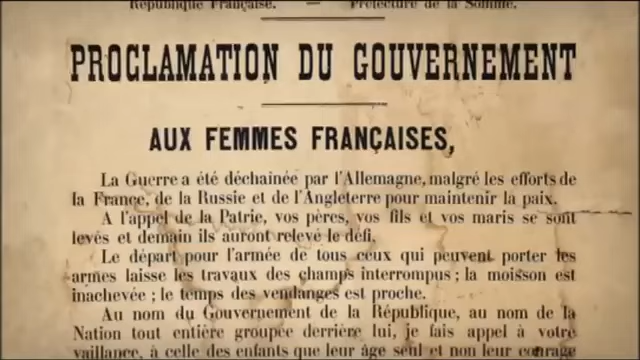 République Française. — Préfecture de la Somme.
PROCLAMATION DU GOUVERNEMENT
AUX FEMMES FRANÇAISES,
La Guerre a été déchainée par l'Allemagne, malgré les efforts de
la France, de la Russie et de l'Angleterre pour maintenir la paix.
A l'appel de la Patrie, vos pères, vos fils et vos maris se sont
levés et demain ils auront relevé le défi.
Le départ pour l'armée de tous ceux qui peuvent porter les
armes laisse les travaux des champs interrompus ; la moisson est
inachevée ; le temps des vendanges est proche.
Au nom du Gouvernement de la République, au nom de la
Nation tout entière groupée derrière lui, je fais appel à votre
vaillance, à celle des enfants que leur âge seul et non leur courage